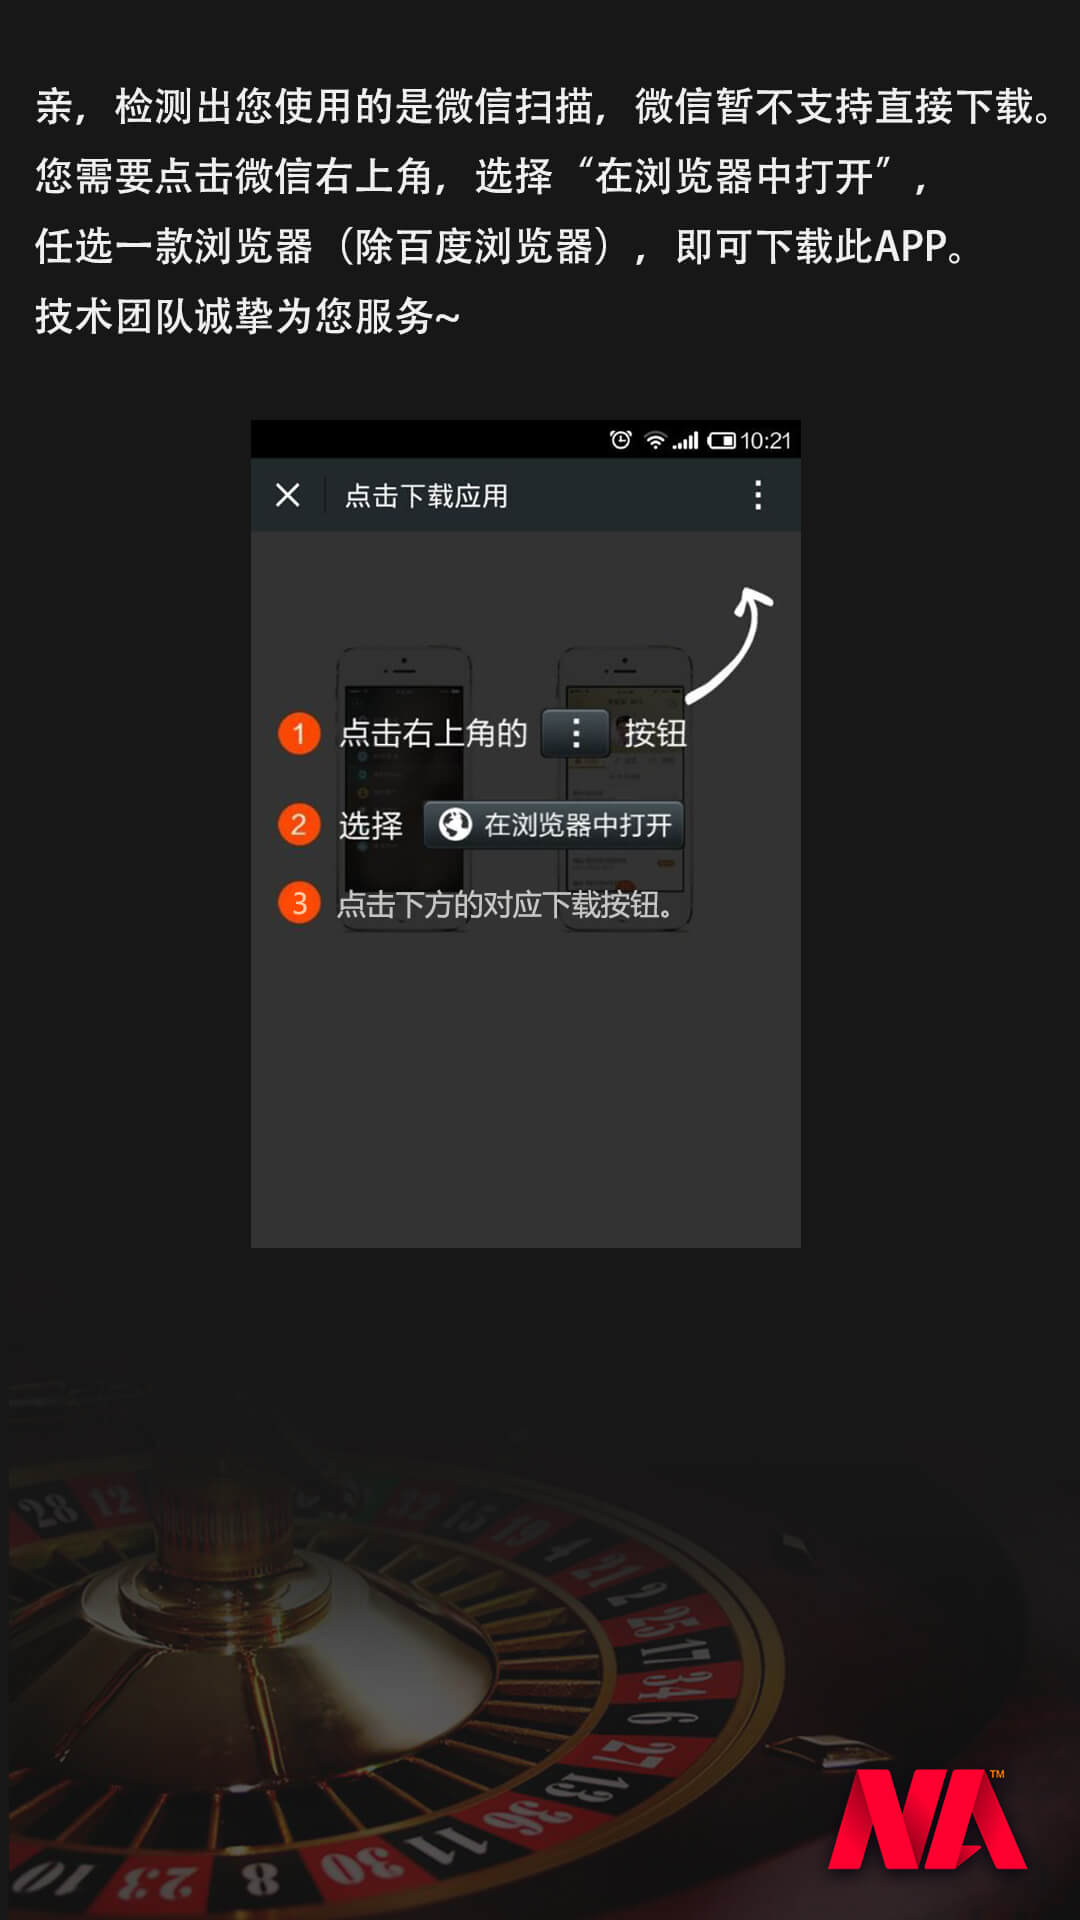 亲，检测出您使用的是微信扫描，微信暂不支持直接下载。
您需要点击微信右上角，选择“在浏览器中打开”，
任选一款浏览器（除百度浏览器），即可下载此APP。
技术团队诚挚为您服务~
10:21
点击下载应用
1 点击右上角的 按钮
2 选择 在浏览器中打开
3 点击下方的对应下载按钮。
28 12 32 15 19 4 21 2 25 17 34 6 27 13 36 11 30 8 23 10
NA™